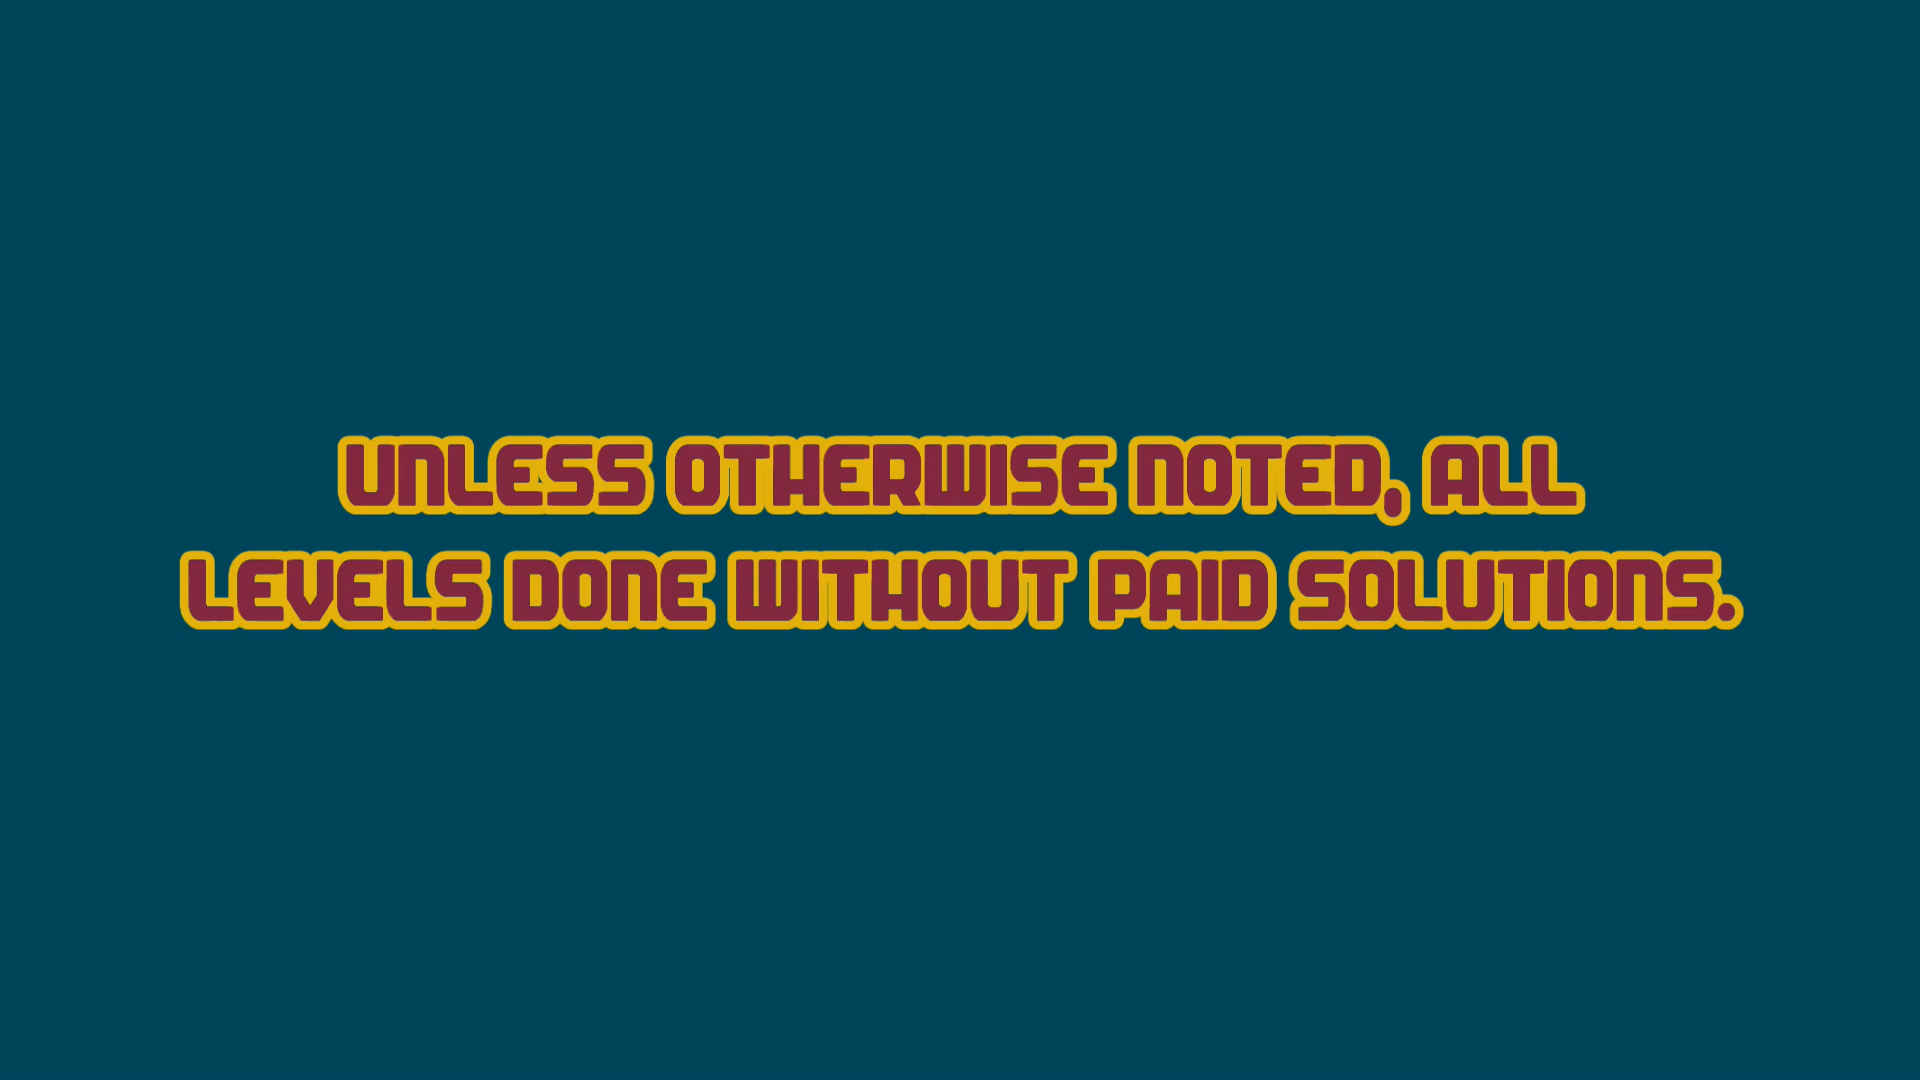 UNLESS OTHERWISE NOTED, ALL
LEVELS DONE WITHOUT PAID SOLUTIONS.